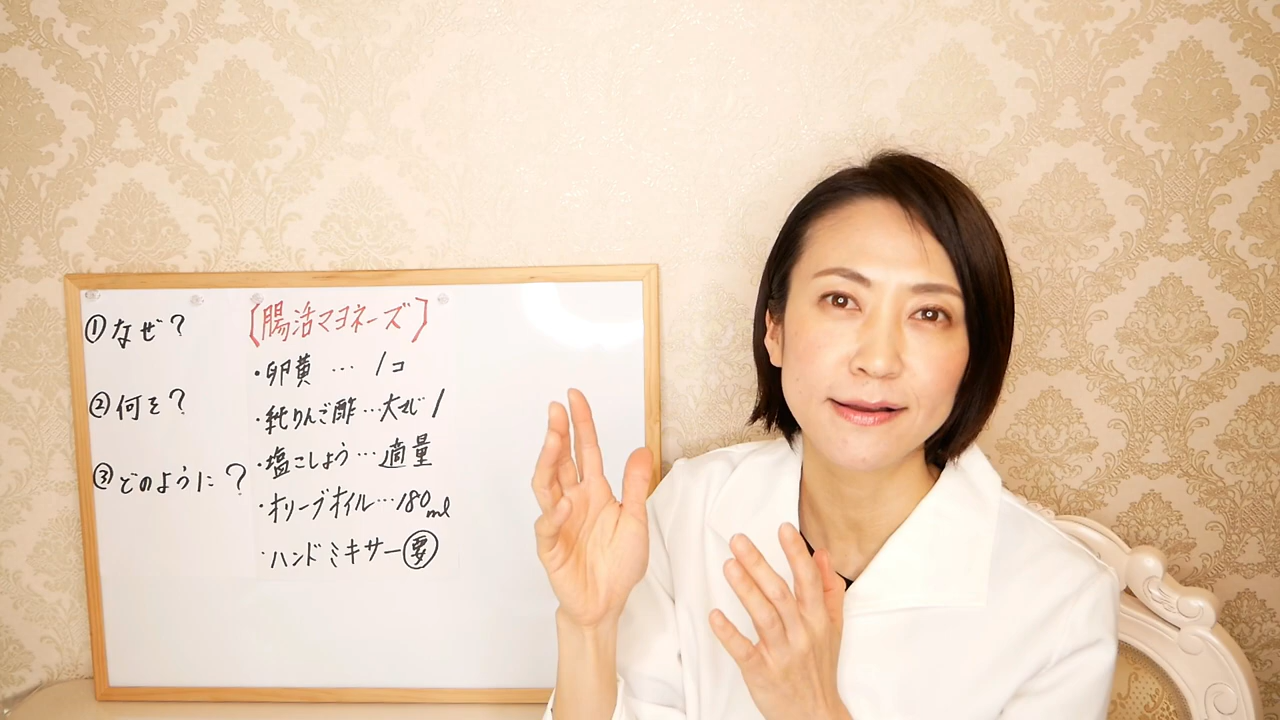 ①なぜ?
②何を?
③どのように?
[腸活マヨネーズ]
・卵黄…1コ
・純りんご酢…大さじ1
・塩こしょう…適量
・オリーブオイル…180ml
・ハンドミキサー㊟要